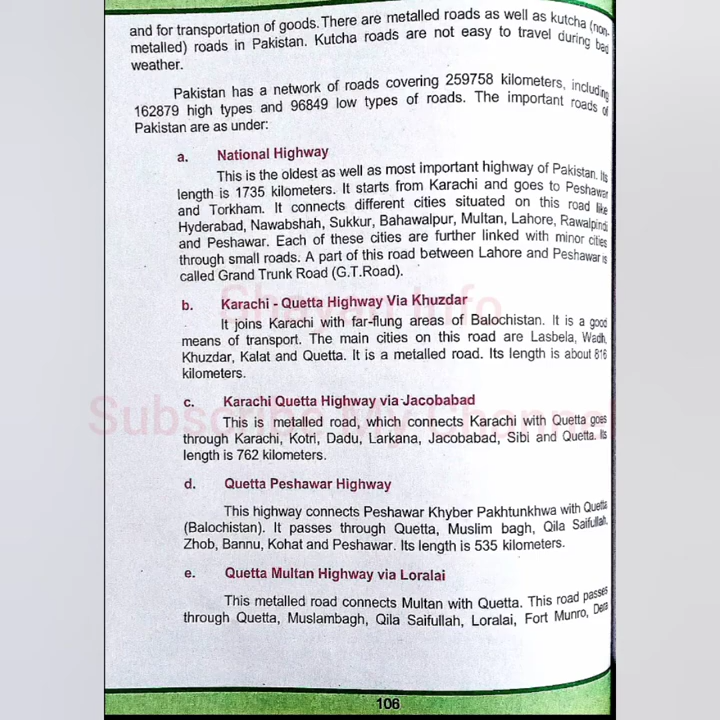 and for transportation of goods. There are metalled roads as well as kutcha (non-
metalled) roads in Pakistan. Kutcha roads are not easy to travel during bad
weather.
Pakistan has a network of roads covering 259758 kilometers, including
162879 high types and 96849 low types of roads. The important roads of
Pakistan are as under:
a. National Highway
This is the oldest as well as most important highway of Pakistan. Its
length is 1735 kilometers. It starts from Karachi and goes to Peshawar
and Torkham. It connects different cities situated on this road like
Hyderabad, Nawabshah, Sukkur, Bahawalpur, Multan, Lahore, Rawalpindi
and Peshawar. Each of these cities are further linked with minor cities
through small roads. A part of this road between Lahore and Peshawar is
called Grand Trunk Road (G.T.Road).
b. Karachi - Quetta Highway Via Khuzdar
It joins Karachi with far-flung areas of Balochistan. It is a good
means of transport. The main cities on this road are Lasbela, Wadh,
Khuzdar, Kalat and Quetta. It is a metalled road. Its length is about 816
kilometers.
c. Karachi Quetta Highway via Jacobabad
This is metalled road, which connects Karachi with Quetta goes
through Karachi, Kotri, Dadu, Larkana, Jacobabad, Sibi and Quetta. Its
length is 762 kilometers.
d. Quetta Peshawar Highway
This highway connects Peshawar Khyber Pakhtunkhwa with Quetta
(Balochistan). It passes through Quetta, Muslim bagh, Qila Saifullah,
Zhob, Bannu, Kohat and Peshawar. Its length is 535 kilometers.
e. Quetta Multan Highway via Loralai
This metalled road connects Multan with Quetta. This road passes
through Quetta, Muslambagh, Qila Saifullah, Loralai, Fort Munro, Dera
106
Info
Subscribe My Channel